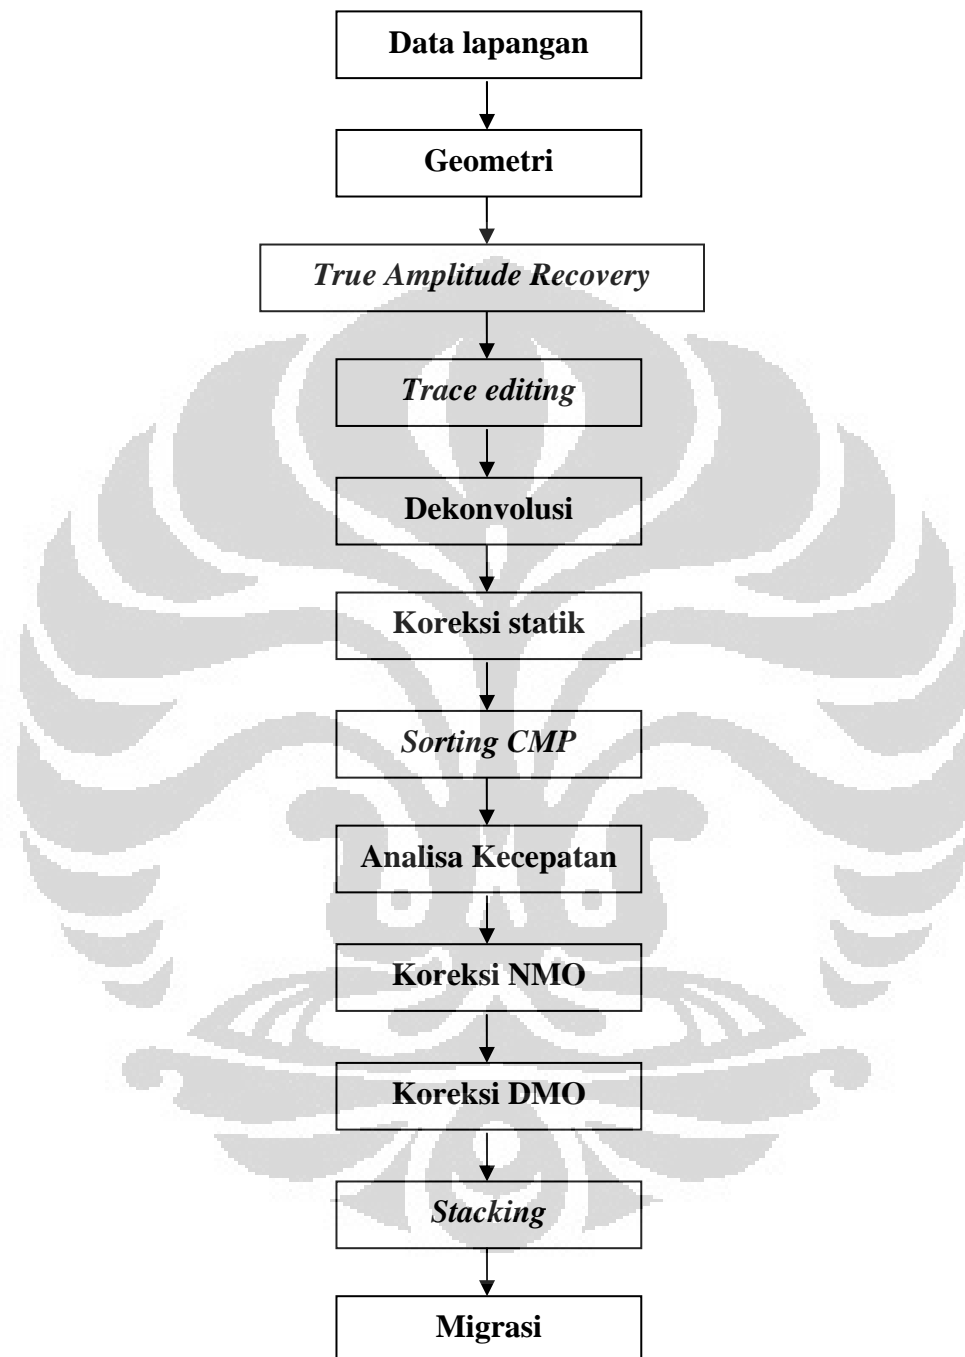 Data lapangan
Geometri
True Amplitude Recovery
Trace editing
Dekonvolusi
Koreksi statik
Sorting CMP
Analisa Kecepatan
Koreksi NMO
Koreksi DMO
Stacking
Migrasi